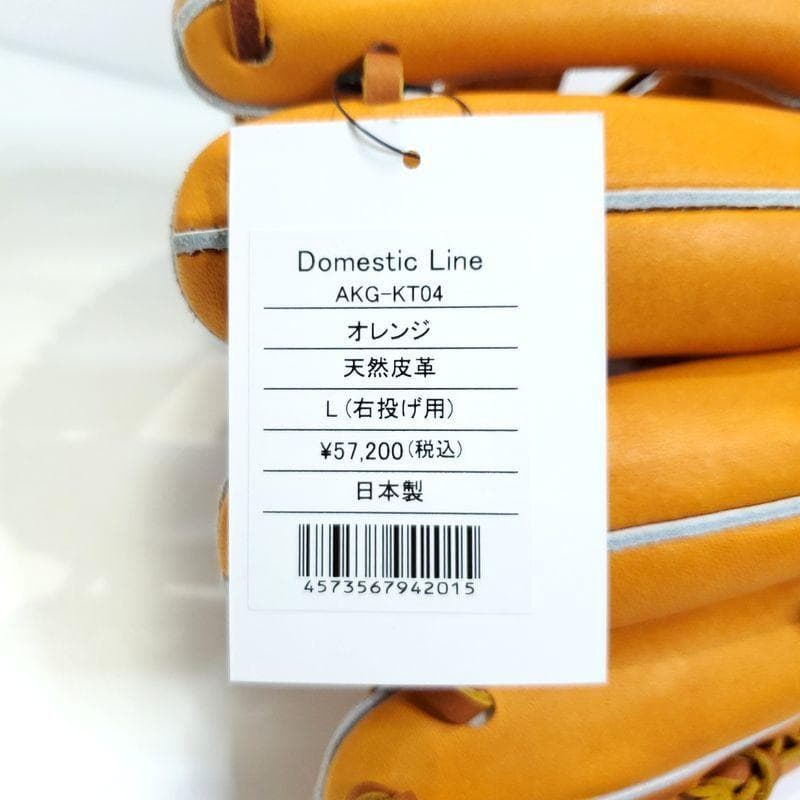 Domestic Line
AKG-KT04
オレンジ
天然皮革
L(右投げ用)
¥57,200(税込)
日本製
4573567942015